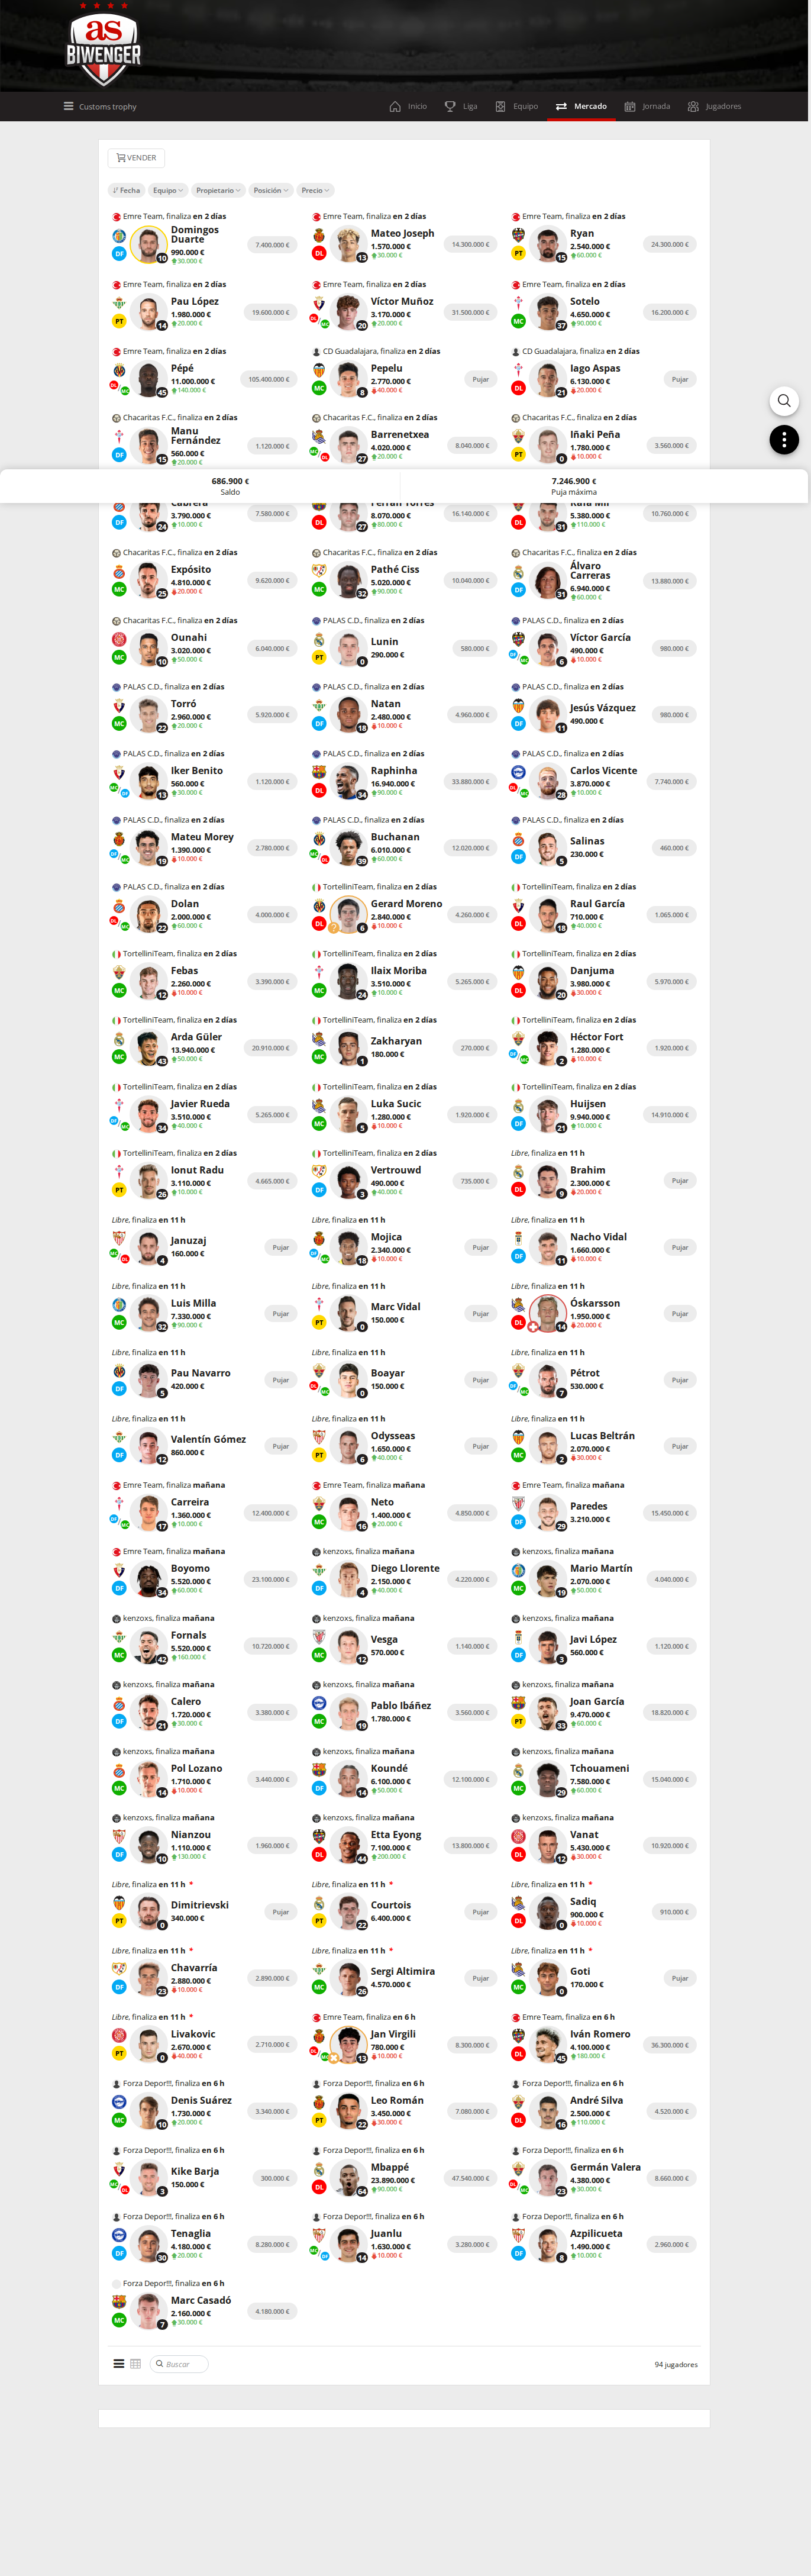 as
BIWENGER
Customs trophy
Inicio
Liga
Equipo
Mercado
Jornada
Jugadores
VENDER
Fecha
Equipo
Propietario
Posición
Precio
Emre Team, finaliza en 2 días
DF
10
Domingos Duarte
990.000 €
30.000 €
7.400.000 €
Emre Team, finaliza en 2 días
DL
13
Mateo Joseph
1.570.000 €
30.000 €
14.300.000 €
Emre Team, finaliza en 2 días
PT
15
Ryan
2.540.000 €
60.000 €
24.300.000 €
Emre Team, finaliza en 2 días
PT
14
Pau López
1.980.000 €
20.000 €
19.600.000 €
Emre Team, finaliza en 2 días
DL
MC
20
Víctor Muñoz
3.170.000 €
20.000 €
31.500.000 €
Emre Team, finaliza en 2 días
MC
37
Sotelo
4.650.000 €
90.000 €
16.200.000 €
Emre Team, finaliza en 2 días
DL
MC
45
Pépé
11.000.000 €
140.000 €
105.400.000 €
CD Guadalajara, finaliza en 2 días
MC
8
Pepelu
2.770.000 €
40.000 €
Pujar
CD Guadalajara, finaliza en 2 días
DL
21
Iago Aspas
6.130.000 €
20.000 €
Pujar
Chacaritas F.C., finaliza en 2 días
DF
15
Manu Fernández
560.000 €
20.000 €
1.120.000 €
Chacaritas F.C., finaliza en 2 días
MC
DL
27
Barrenetxea
4.020.000 €
20.000 €
8.040.000 €
Chacaritas F.C., finaliza en 2 días
PT
0
Iñaki Peña
1.780.000 €
10.000 €
3.560.000 €
686.900 €
Saldo
7.246.900 €
Puja máxima
DF
24
Cabrera
3.790.000 €
10.000 €
7.580.000 €
DL
27
Ferran Torres
8.070.000 €
80.000 €
16.140.000 €
DL
31
Rafa Mir
5.380.000 €
110.000 €
10.760.000 €
Chacaritas F.C., finaliza en 2 días
MC
25
Expósito
4.810.000 €
20.000 €
9.620.000 €
Chacaritas F.C., finaliza en 2 días
MC
32
Pathé Ciss
5.020.000 €
90.000 €
10.040.000 €
Chacaritas F.C., finaliza en 2 días
DF
31
Álvaro Carreras
6.940.000 €
60.000 €
13.880.000 €
Chacaritas F.C., finaliza en 2 días
MC
10
Ounahi
3.020.000 €
50.000 €
6.040.000 €
PALAS C.D., finaliza en 2 días
PT
0
Lunin
290.000 €
580.000 €
PALAS C.D., finaliza en 2 días
DF
MC
6
Víctor García
490.000 €
10.000 €
980.000 €
PALAS C.D., finaliza en 2 días
MC
22
Torró
2.960.000 €
20.000 €
5.920.000 €
PALAS C.D., finaliza en 2 días
DF
18
Natan
2.480.000 €
10.000 €
4.960.000 €
PALAS C.D., finaliza en 2 días
DF
11
Jesús Vázquez
490.000 €
980.000 €
PALAS C.D., finaliza en 2 días
MC
DF
13
Iker Benito
560.000 €
30.000 €
1.120.000 €
PALAS C.D., finaliza en 2 días
DL
34
Raphinha
16.940.000 €
90.000 €
33.880.000 €
PALAS C.D., finaliza en 2 días
DL
MC
28
Carlos Vicente
3.870.000 €
10.000 €
7.740.000 €
PALAS C.D., finaliza en 2 días
DF
MC
19
Mateu Morey
1.390.000 €
10.000 €
2.780.000 €
PALAS C.D., finaliza en 2 días
MC
DL
39
Buchanan
6.010.000 €
60.000 €
12.020.000 €
PALAS C.D., finaliza en 2 días
DF
5
Salinas
230.000 €
460.000 €
PALAS C.D., finaliza en 2 días
DL
MC
22
Dolan
2.000.000 €
60.000 €
4.000.000 €
TortelliniTeam, finaliza en 2 días
DL
?
6
Gerard Moreno
2.840.000 €
10.000 €
4.260.000 €
TortelliniTeam, finaliza en 2 días
DL
18
Raul García
710.000 €
40.000 €
1.065.000 €
TortelliniTeam, finaliza en 2 días
MC
12
Febas
2.260.000 €
10.000 €
3.390.000 €
TortelliniTeam, finaliza en 2 días
MC
24
Ilaix Moriba
3.510.000 €
10.000 €
5.265.000 €
TortelliniTeam, finaliza en 2 días
DL
20
Danjuma
3.980.000 €
30.000 €
5.970.000 €
TortelliniTeam, finaliza en 2 días
MC
43
Arda Güler
13.940.000 €
50.000 €
20.910.000 €
TortelliniTeam, finaliza en 2 días
MC
1
Zakharyan
180.000 €
270.000 €
TortelliniTeam, finaliza en 2 días
DF
MC
2
Héctor Fort
1.280.000 €
10.000 €
1.920.000 €
TortelliniTeam, finaliza en 2 días
DF
MC
34
Javier Rueda
3.510.000 €
40.000 €
5.265.000 €
TortelliniTeam, finaliza en 2 días
MC
5
Luka Sucic
1.280.000 €
10.000 €
1.920.000 €
TortelliniTeam, finaliza en 2 días
DF
21
Huijsen
9.940.000 €
10.000 €
14.910.000 €
TortelliniTeam, finaliza en 2 días
PT
26
Ionut Radu
3.110.000 €
10.000 €
4.665.000 €
TortelliniTeam, finaliza en 2 días
DF
3
Vertrouwd
490.000 €
40.000 €
735.000 €
Libre, finaliza en 11 h
DL
9
Brahim
2.300.000 €
20.000 €
Pujar
Libre, finaliza en 11 h
MC
DL
4
Januzaj
160.000 €
Pujar
Libre, finaliza en 11 h
DF
MC
18
Mojica
2.340.000 €
10.000 €
Pujar
Libre, finaliza en 11 h
DF
11
Nacho Vidal
1.660.000 €
10.000 €
Pujar
Libre, finaliza en 11 h
MC
32
Luis Milla
7.330.000 €
90.000 €
Pujar
Libre, finaliza en 11 h
PT
0
Marc Vidal
150.000 €
Pujar
Libre, finaliza en 11 h
DL
14
Óskarsson
1.950.000 €
20.000 €
Pujar
Libre, finaliza en 11 h
DF
5
Pau Navarro
420.000 €
Pujar
Libre, finaliza en 11 h
DL
MC
0
Boayar
150.000 €
Pujar
Libre, finaliza en 11 h
DF
MC
7
Pétrot
530.000 €
Pujar
Libre, finaliza en 11 h
DF
12
Valentín Gómez
860.000 €
Pujar
Libre, finaliza en 11 h
PT
6
Odysseas
1.650.000 €
40.000 €
Pujar
Libre, finaliza en 11 h
MC
2
Lucas Beltrán
2.070.000 €
30.000 €
Pujar
Emre Team, finaliza mañana
DF
MC
17
Carreira
1.360.000 €
10.000 €
12.400.000 €
Emre Team, finaliza mañana
MC
16
Neto
1.400.000 €
20.000 €
4.850.000 €
Emre Team, finaliza mañana
DF
29
Paredes
3.210.000 €
15.450.000 €
Emre Team, finaliza mañana
DF
34
Boyomo
5.520.000 €
60.000 €
23.100.000 €
kenzoxs, finaliza mañana
DF
4
Diego Llorente
2.150.000 €
40.000 €
4.220.000 €
kenzoxs, finaliza mañana
MC
19
Mario Martín
2.070.000 €
50.000 €
4.040.000 €
kenzoxs, finaliza mañana
MC
42
Fornals
5.520.000 €
160.000 €
10.720.000 €
kenzoxs, finaliza mañana
MC
12
Vesga
570.000 €
1.140.000 €
kenzoxs, finaliza mañana
DF
3
Javi López
560.000 €
1.120.000 €
kenzoxs, finaliza mañana
DF
21
Calero
1.720.000 €
30.000 €
3.380.000 €
kenzoxs, finaliza mañana
MC
19
Pablo Ibáñez
1.780.000 €
3.560.000 €
kenzoxs, finaliza mañana
PT
33
Joan García
9.470.000 €
60.000 €
18.820.000 €
kenzoxs, finaliza mañana
MC
14
Pol Lozano
1.710.000 €
10.000 €
3.440.000 €
kenzoxs, finaliza mañana
DF
14
Koundé
6.100.000 €
50.000 €
12.100.000 €
kenzoxs, finaliza mañana
MC
29
Tchouameni
7.580.000 €
60.000 €
15.040.000 €
kenzoxs, finaliza mañana
DF
10
Nianzou
1.110.000 €
130.000 €
1.960.000 €
kenzoxs, finaliza mañana
DL
44
Etta Eyong
7.100.000 €
200.000 €
13.800.000 €
kenzoxs, finaliza mañana
DL
12
Vanat
5.430.000 €
30.000 €
10.920.000 €
Libre, finaliza en 11 h *
PT
0
Dimitrievski
340.000 €
Pujar
Libre, finaliza en 11 h *
PT
22
Courtois
6.400.000 €
Pujar
Libre, finaliza en 11 h *
DL
0
Sadiq
900.000 €
10.000 €
910.000 €
Libre, finaliza en 11 h *
DF
23
Chavarría
2.880.000 €
10.000 €
2.890.000 €
Libre, finaliza en 11 h *
MC
26
Sergi Altimira
4.570.000 €
Pujar
Libre, finaliza en 11 h *
MC
0
Goti
170.000 €
Pujar
Libre, finaliza en 11 h *
PT
0
Livakovic
2.670.000 €
40.000 €
2.710.000 €
Emre Team, finaliza en 6 h
DL
MC
13
Jan Virgili
780.000 €
10.000 €
8.300.000 €
Emre Team, finaliza en 6 h
DL
45
Iván Romero
4.100.000 €
180.000 €
36.300.000 €
Forza Depor!!!, finaliza en 6 h
MC
10
Denis Suárez
1.730.000 €
20.000 €
3.340.000 €
Forza Depor!!!, finaliza en 6 h
PT
22
Leo Román
3.450.000 €
30.000 €
7.080.000 €
Forza Depor!!!, finaliza en 6 h
DL
16
André Silva
2.500.000 €
110.000 €
4.520.000 €
Forza Depor!!!, finaliza en 6 h
MC
DL
3
Kike Barja
150.000 €
300.000 €
Forza Depor!!!, finaliza en 6 h
DL
64
Mbappé
23.890.000 €
90.000 €
47.540.000 €
Forza Depor!!!, finaliza en 6 h
DL
MC
23
Germán Valera
4.380.000 €
30.000 €
8.660.000 €
Forza Depor!!!, finaliza en 6 h
DF
30
Tenaglia
4.180.000 €
20.000 €
8.280.000 €
Forza Depor!!!, finaliza en 6 h
MC
DF
14
Juanlu
1.630.000 €
10.000 €
3.280.000 €
Forza Depor!!!, finaliza en 6 h
DF
8
Azpilicueta
1.490.000 €
10.000 €
2.960.000 €
Forza Depor!!!, finaliza en 6 h
MC
7
Marc Casadó
2.160.000 €
30.000 €
4.180.000 €
Buscar
94 jugadores